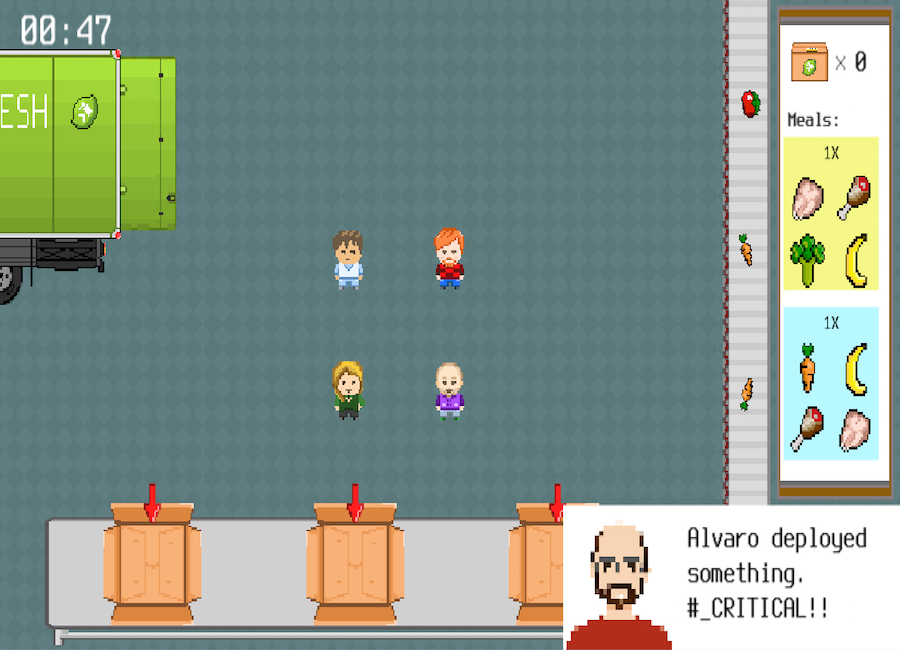 00:47
ESH
x 0
Meals:
1X
1X
Alvaro deployed
something.
#_CRITICAL!!